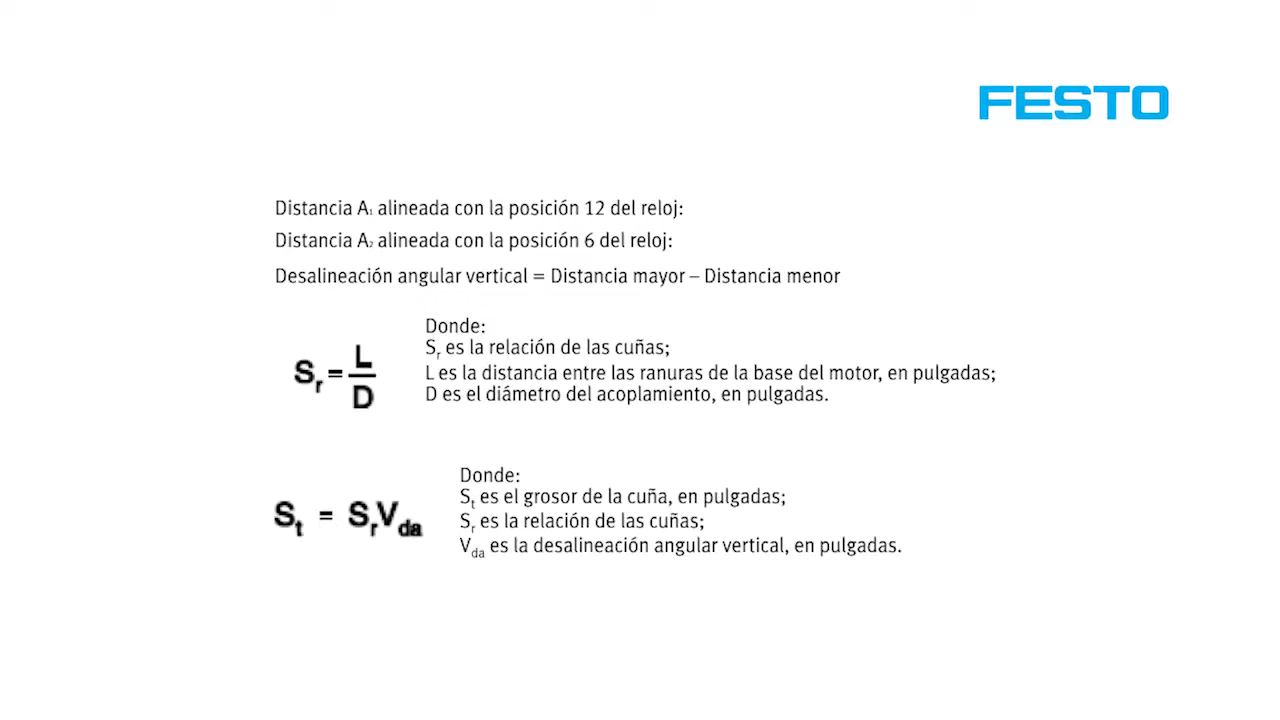 FESTO
Distancia A₁ alineada con la posición 12 del reloj:
Distancia A₂ alineada con la posición 6 del reloj:
Desalineación angular vertical = Distancia mayor – Distancia menor
Sᵣ = L / D
Donde:
Sᵣ es la relación de las cuñas;
L es la distancia entre las ranuras de la base del motor, en pulgadas;
D es el diámetro del acoplamiento, en pulgadas.
Sₜ = SᵣV_da
Donde:
Sₜ es el grosor de la cuña, en pulgadas;
Sᵣ es la relación de las cuñas;
V_da es la desalineación angular vertical, en pulgadas.